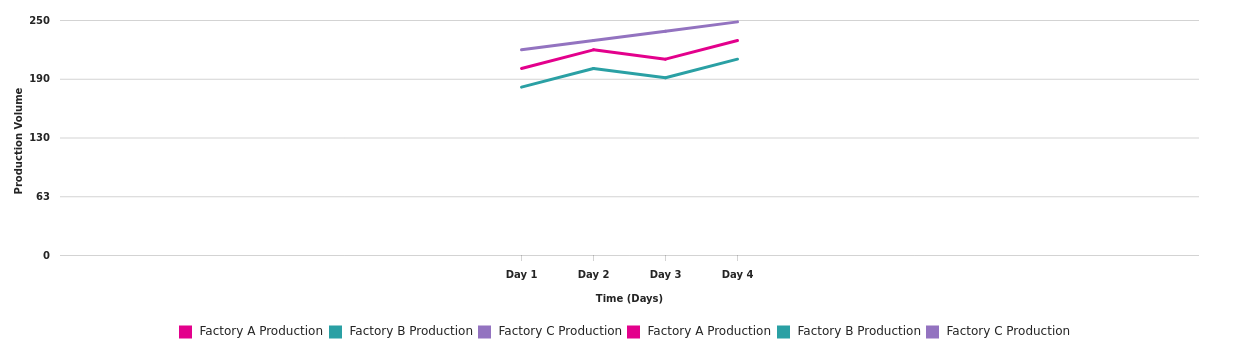 250
190
130
63
0
Production Volume
Day 1 Day 2 Day 3 Day 4
Time (Days)
Factory A Production Factory B Production Factory C Production Factory A Production Factory B Production Factory C Production